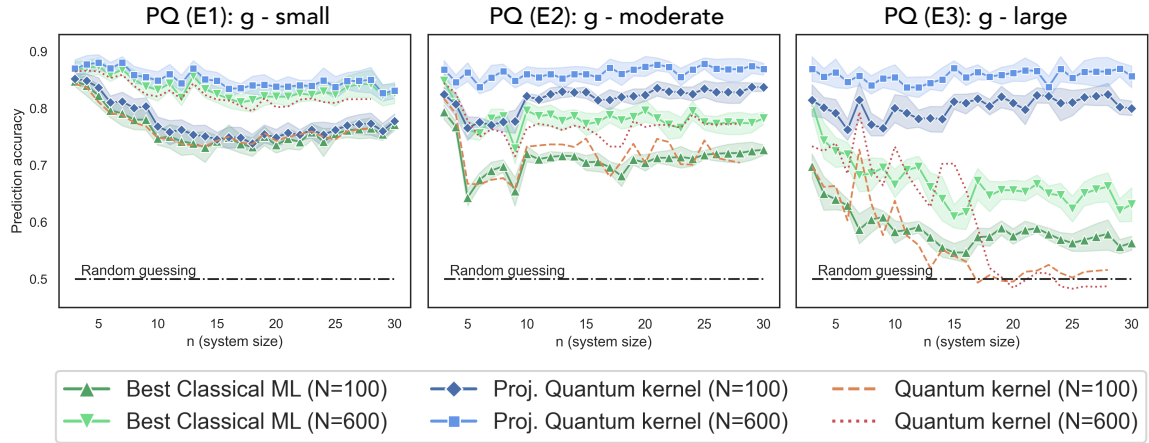 PQ (E1): g - small
PQ (E2): g - moderate
PQ (E3): g - large
Prediction accuracy
0.9
0.8
0.7
0.6
0.5
Random guessing
Random guessing
Random guessing
5 10 15 20 25 30
5 10 15 20 25 30
5 10 15 20 25 30
n (system size)
n (system size)
n (system size)
Best Classical ML (N=100)
Proj. Quantum kernel (N=100)
Quantum kernel (N=100)
Best Classical ML (N=600)
Proj. Quantum kernel (N=600)
Quantum kernel (N=600)